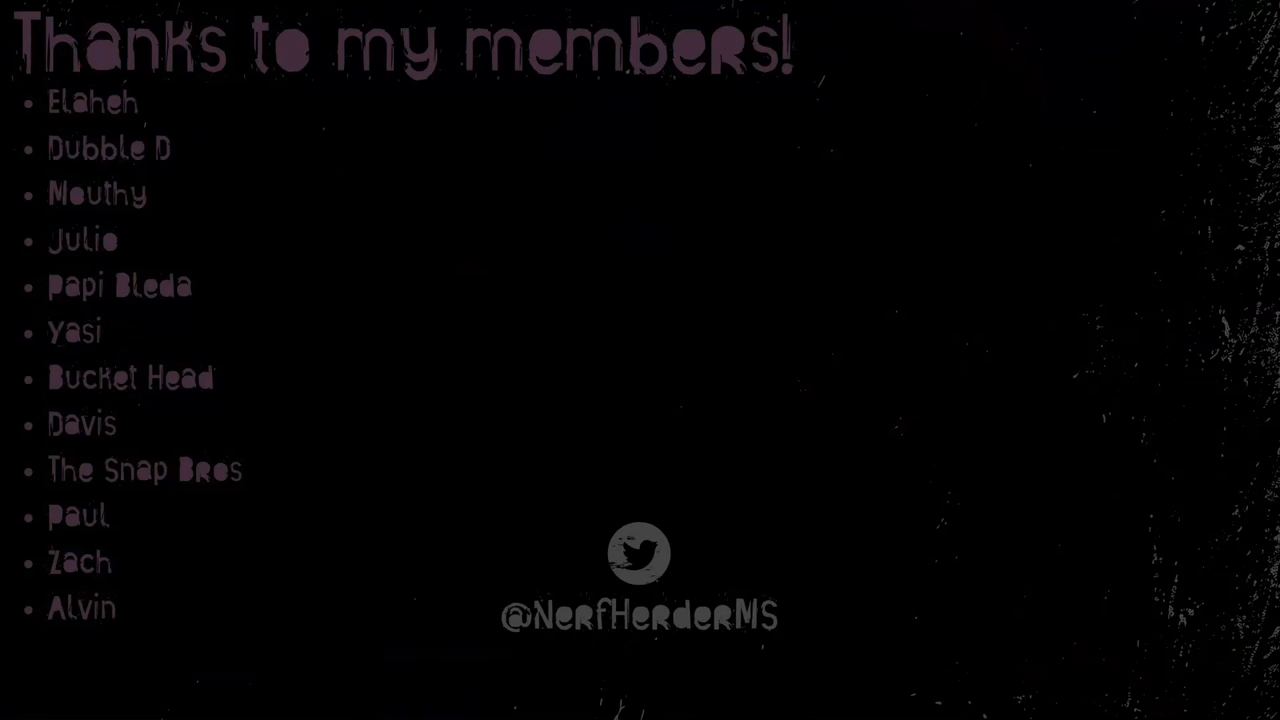 Thanks to my members!
• Elaheh
• Dubble D
• Mouthy
• Julio
• Papi Bleda
• Yasi
• Bucket Head
• Davis
• The Snap Bros
• Paul
• Zach
• Alvin
@NerfHerderMS